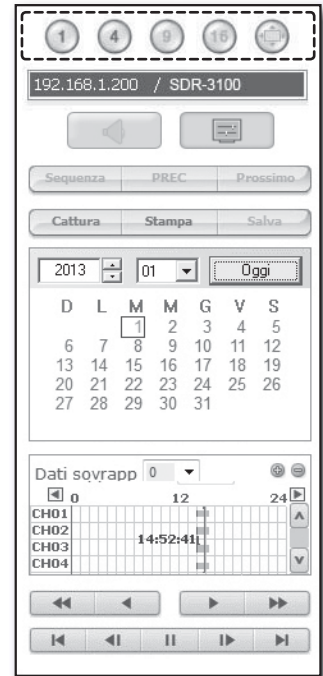 1 4 9 16
192.168.1.200 / SDR-3100
Sequenza PREC Prossimo
Cattura Stampa Salva
2013 01 Oggi
D L M M G V S
1 2 3 4 5
6 7 8 9 10 11 12
13 14 15 16 17 18 19
20 21 22 23 24 25 26
27 28 29 30 31
Dati sovrapp 0
0 12 24
CH01
CH02
14:52:41
CH03
CH04